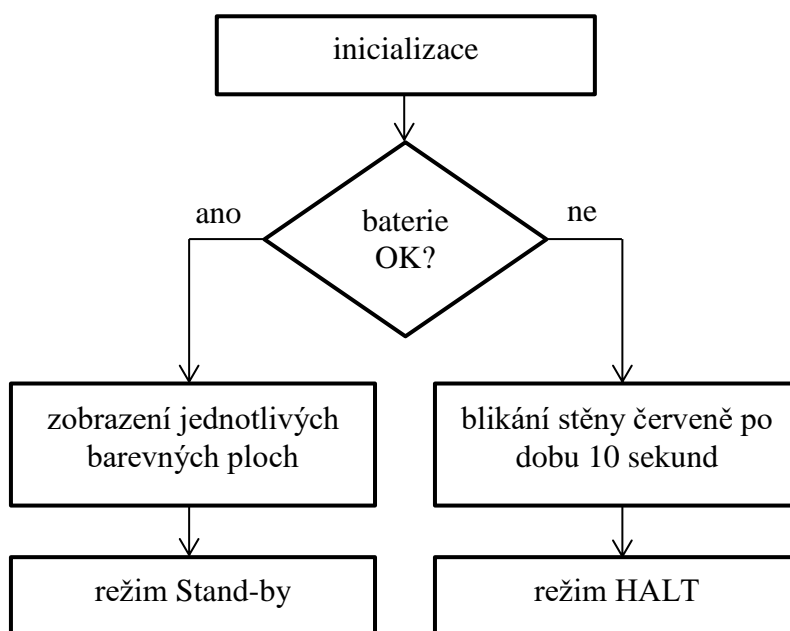 inicializace
ano
baterie
OK?
ne
zobrazení jednotlivých
barevných ploch
blikání stěny červeně po
dobu 10 sekund
režim Stand-by
režim HALT